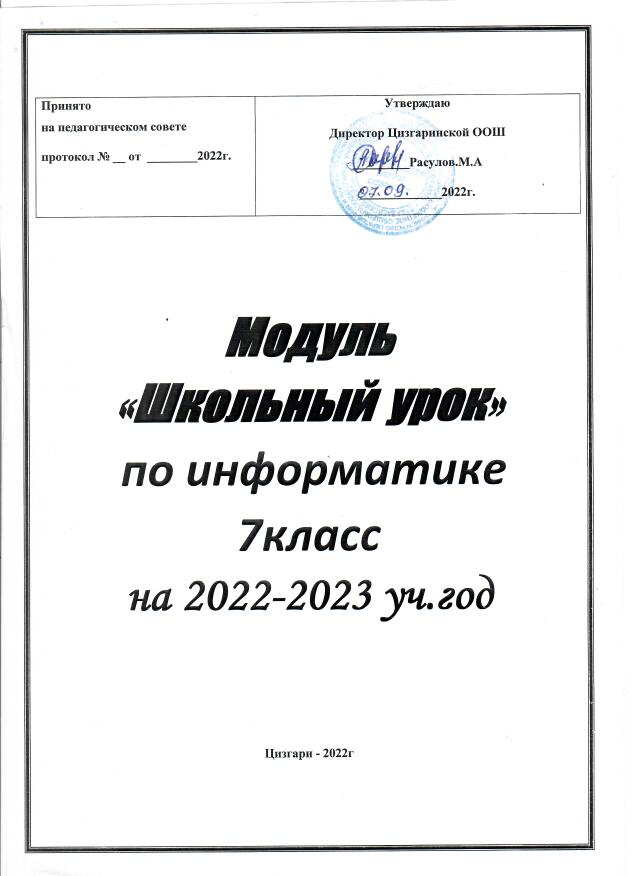 Принято
на педагогическом совете
протокол № __ от ________2022г.
Утверждаю
Директор Цизгаринской ООШ
Расулов.М.А
07.09.____2022г.
Модуль
«Школьный урок»
по информатике
7класс
на 2022-2023 уч.год
Цизгари - 2022г